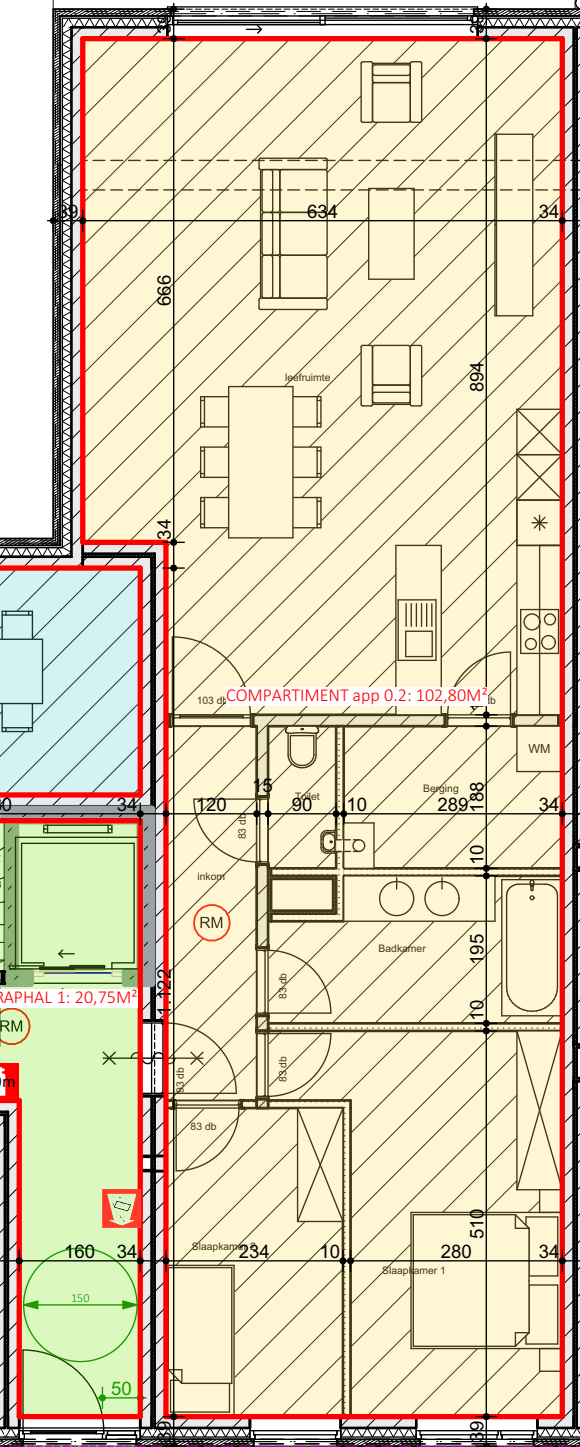 39
634
34
666
894
leefruimte
34
103 db
COMPARTIMENT app 0.2: 102,80M²
WM
15
Toilet
Berging
34
120
90
10
289
188
34
83 db
10
inkom
RM
Badkamer
195
RAPHAL 1: 20,75M²
83 db
1.122
10
RM
93 db
83 db
83 db
510
160
34
Slaapkamer 2
234
10
280
34
Slaapkamer 1
150
50
39
39